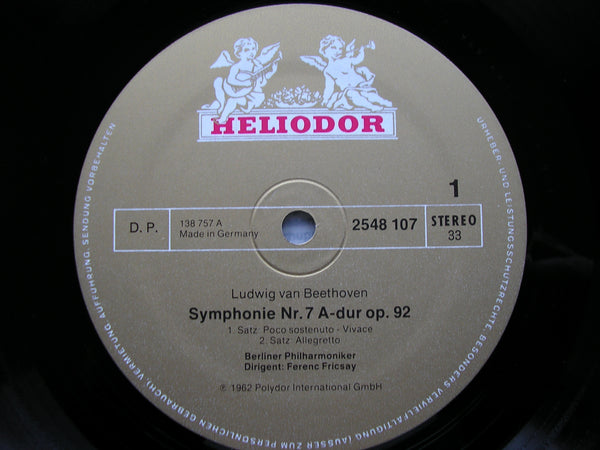 HELIODOR
1
D. P.
138 757 A
Made in Germany
2548 107
STEREO
33
Ludwig van Beethoven
Symphonie Nr. 7 A-dur op. 92
1. Satz Poco sostenuto - Vivace
2. Satz Allegretto
Berliner Philharmoniker
Dirigent: Ferenc Fricsay
℗ 1962 Polydor International GmbH
URHEBER- UND LEISTUNGSSCHUTZRECHTE, BESONDERS VERVIELFÄLTIGUNG (AUSSER ZUM PERSÖNLICHEN GEBRAUCH), VERMIETUNG, AUFFÜHRUNG, SENDUNG VORBEHALTEN